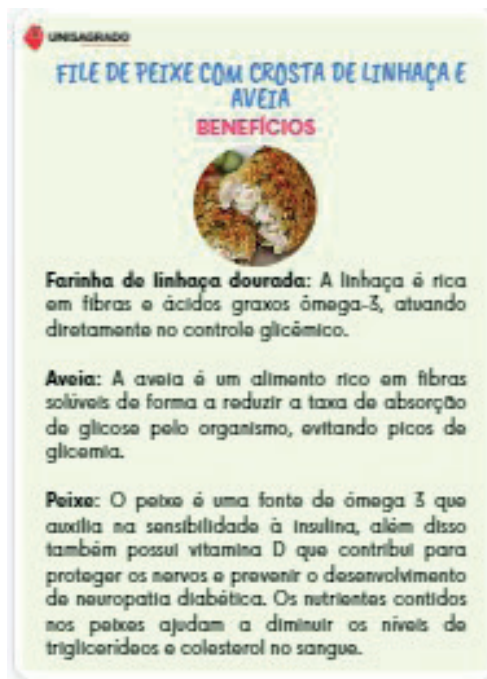 UNISAGRADO
FILE DE PEIXE COM CROSTA DE LINHAÇA E
AVEIA
BENEFÍCIOS
Farinha de linhaça dourada: A linhaça é rica
em fibras e ácidos graxos ômega-3, atuando
diretamente no controle glicêmico.
Aveia: A aveia é um alimento rico em fibras
solúveis de forma a reduzir a taxa de absorção
de glicose pelo organismo, evitando picos de
glicemia.
Peixe: O peixe é uma fonte de ômega 3 que
auxilia na sensibilidade à insulina, além disso
também possui vitamina D que contribui para
proteger os nervos e prevenir o desenvolvimento
de neuropatia diabética. Os nutrientes contidos
nos peixes ajudam a diminuir os níveis de
triglicerídeos e colesterol no sangue.